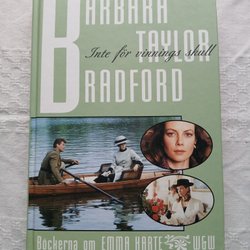 BARBARA
TAYLOR
Inte för vinnings skull
BRADFORD
Böckerna om EMMA HARTE
W&W